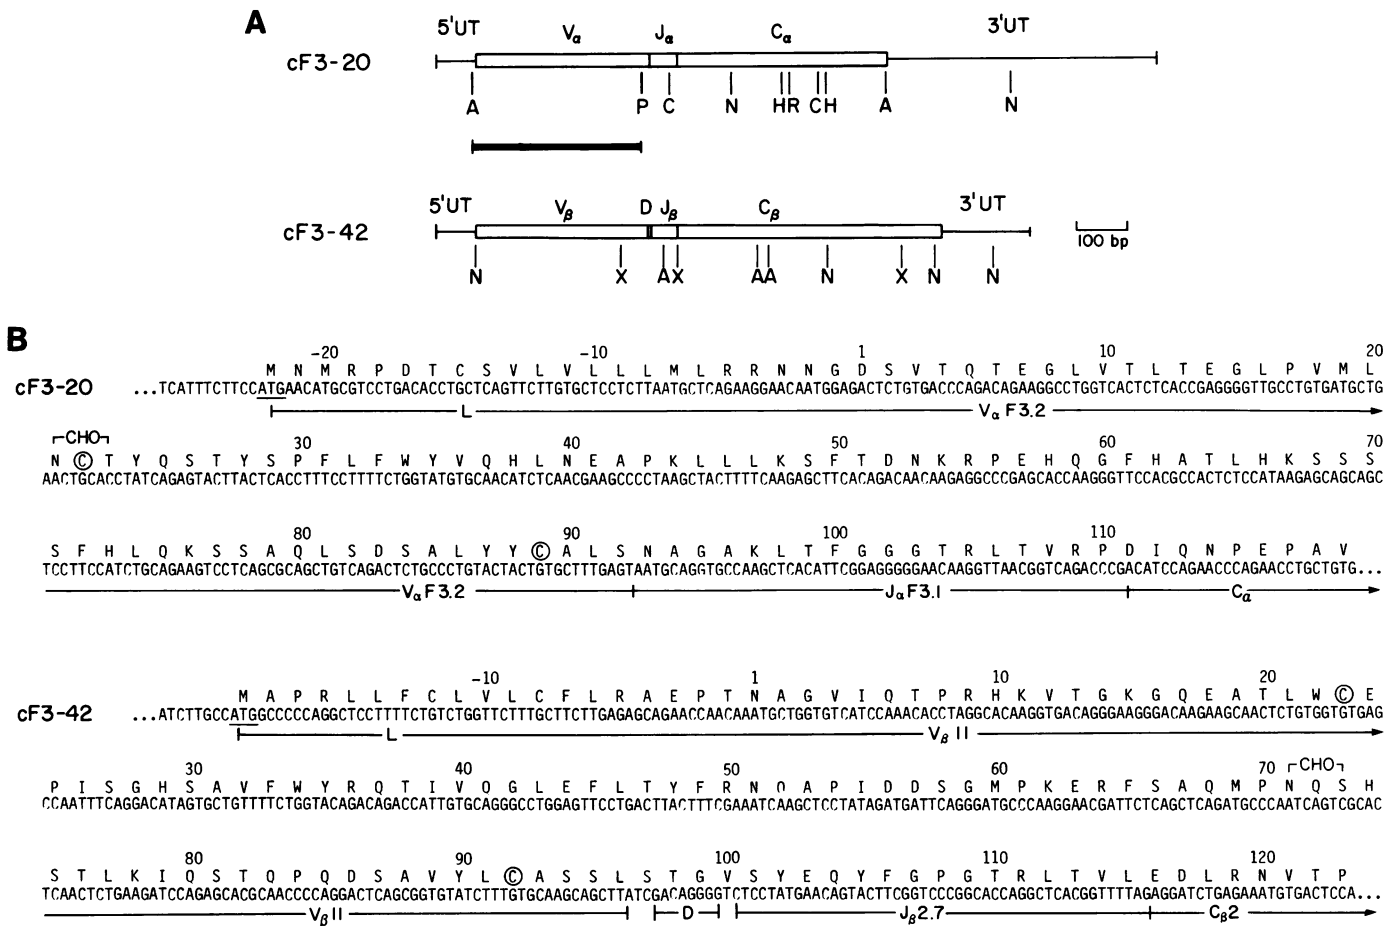 A
5'UT Vα Jα Cα 3'UT
cF3-20
A P C N H R C H A N
5'UT Vβ D Jβ Cβ 3'UT
cF3-42
100 bp
N X A X A A N X N N
B
-20 -10 1 10 20
M N M R P D T C S V L V L L L M L R R N N G D S V T Q T E G L V T L T E G L P V M L
cF3-20 ...TCATTTCTTCCATGAACATGCGTCCTGACACCTGCTCAGTTCTTGTGCTCCTCTTAATGCTCAGAAGGAACAATGGAGACTCTGTGACCCAGACAGAAGGCCTGGTCACTCTCACCGAGGGGTTGCCTGTGATGCTG
L Vα F3.2
CHO 30 40 50 60 70
N C T Y Q S T Y S P F L F W Y V Q H L N E A P K L L L K S F T D N K R P E H Q G F H A T L H K S S S
AACTGCACCTATCAGAGTACTTACTCACCTTTCCTTTTCTGGTATGTGCAACATCTCAACGAAGCCCCTAAGCTACTTTTCAAGAGCTTCACAGACAACAAGAGGCCCGAGCACCAAGGGTTCCACGCCACTCTCCATAAGAGCAGCAGC
80 90 100 110
S F H L Q K S S A Q L S D S A L Y Y C A L S N A G A K L T F G G G T R L T V R P D I Q N P E P A V
TCCTTCCATCTGCAGAAGTCCTCAGCGCAGCTGTCAGACTCTGCCCTGTACTACTGTGCTTTGAGTAATGCAGGTGCCAAGCTCACATTCGGAGGGGGAACAAGGTTAACGGTCAGACCCGACATCCAGAACCCAGAACCTGCTGTG...
Vα F3.2 Jα F3.1 Cα
-10 1 10 20
M A P R L L F C L V L C F L R A E P T N A G V I Q T P R H K V T G K G Q E A T L W C E
cF3-42 ...ATCTTGCCATGGCCCCCAGGCTCCTTTTCTGTCTGGTTCTTTGCTTCTTGAGAGCAGAACCAACAAATGCTGGTGTCATCCAAACACCTAGGCACAAGGTGACAGGGAAGGGACAAGAAGCAACTCTGTGGTGTGAG
L Vβ 11
30 40 50 60 70 CHO
P I S G H S A V F W Y R Q T I V Q G L E F L T Y F R N Q A P I D D S G M P K E R F S A Q M P N Q S H
CCAATTTCAGGACATAGTGCTGTTTTCTGGTACAGACAGACCATTGTGCAGGGCCTGGAGTTCCTGACTTACTTTCGAAATCAAGCTCCTATAGATGATTCAGGGATGCCCAAGGAACGATTCTCAGCTCAGATGCCCAATCAGTCGCAC
80 90 100 110 120
S T L K I Q S T Q P Q D S A V Y L C A S S L S T G V S Y E Q Y F G P G T R L T V L E D L R N V T P
TCAACTCTGAAGATCCAGAGCACGCAACCCCAGGACTCAGCGGTGTATCTTTGTGCAAGCAGCTTATCGACAGGGGTCTCCTATGAACAGTACTTCGGTCCCGGCACCAGGCTCACGGTTTTAGAGGATCTGAGAAATGTGACTCCA...
Vβ 11 D Jβ 2.7 Cβ 2